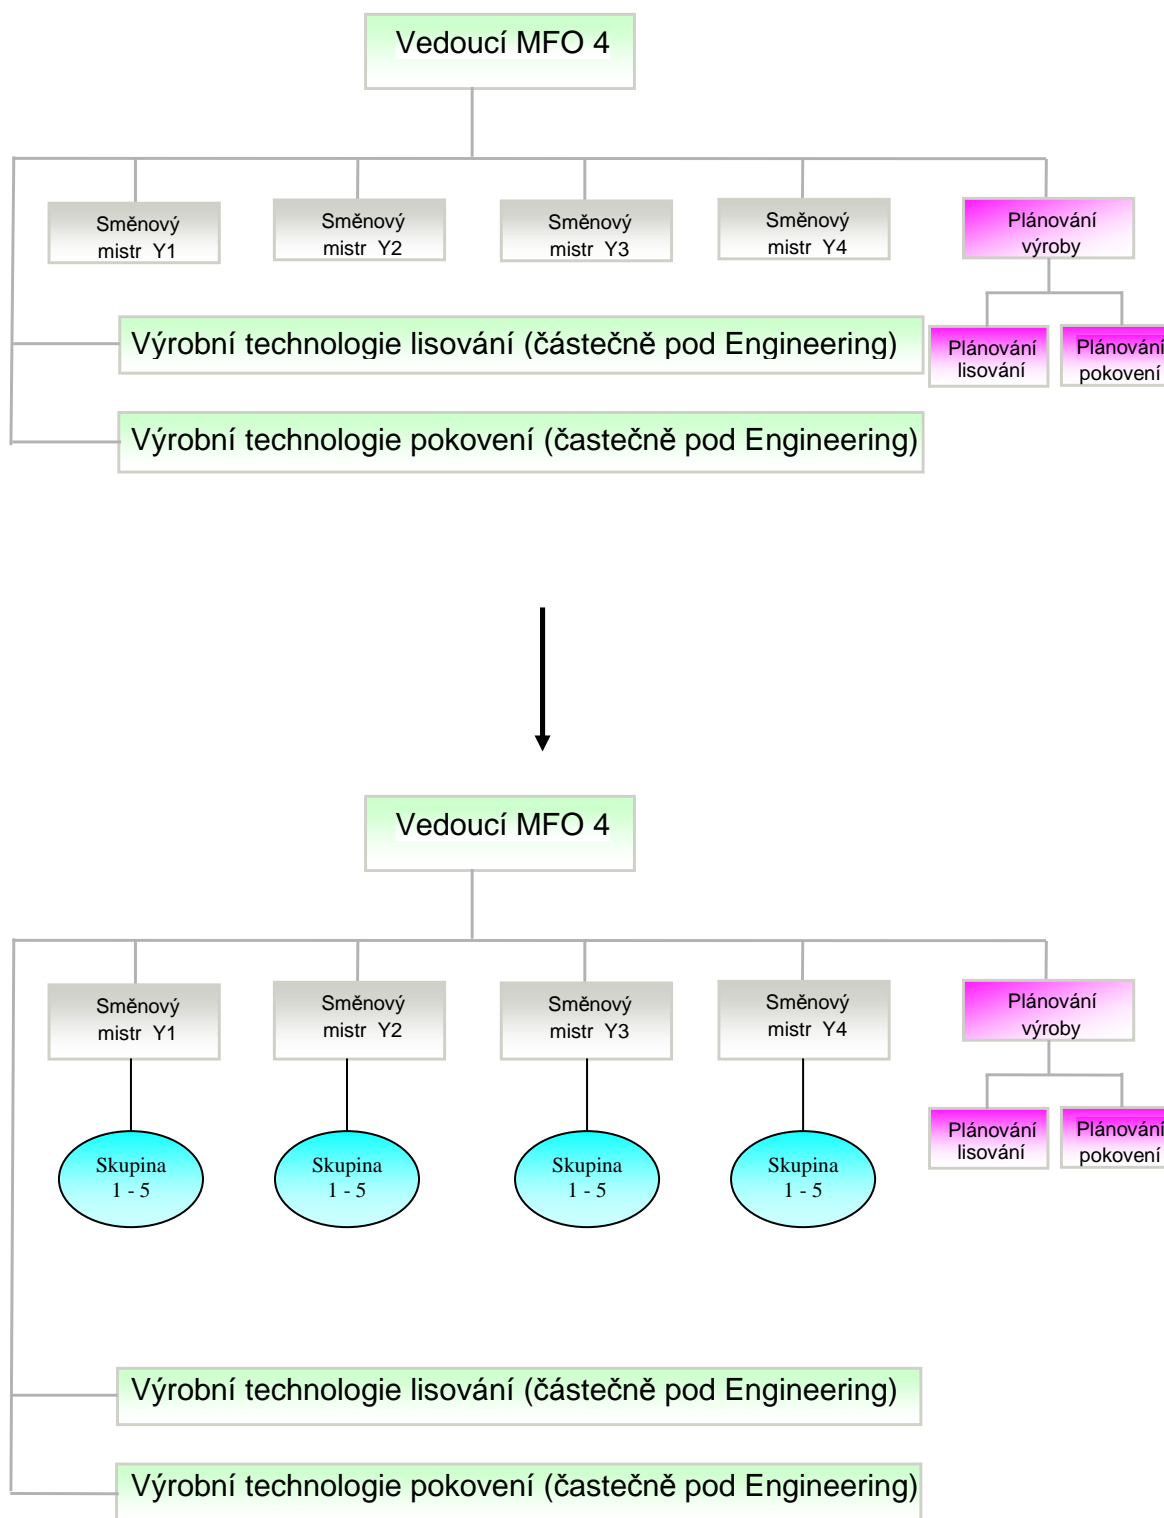 Vedoucí MFO 4
Směnový
mistr  Y1
Směnový
mistr  Y2
Směnový
mistr  Y3
Směnový
mistr  Y4
Plánování
výroby
Výrobní technologie lisování (částečně pod Engineering)
Plánování
lisování
Plánování
pokovení
Výrobní technologie pokovení (častečně pod Engineering)
Vedoucí MFO 4
Směnový
mistr  Y1
Směnový
mistr  Y2
Směnový
mistr  Y3
Směnový
mistr  Y4
Plánování
výroby
Plánování
lisování
Plánování
pokovení
Skupina
1 - 5
Skupina
1 - 5
Skupina
1 - 5
Skupina
1 - 5
Výrobní technologie lisování (částečně pod Engineering)
Výrobní technologie pokovení (častečně pod Engineering)